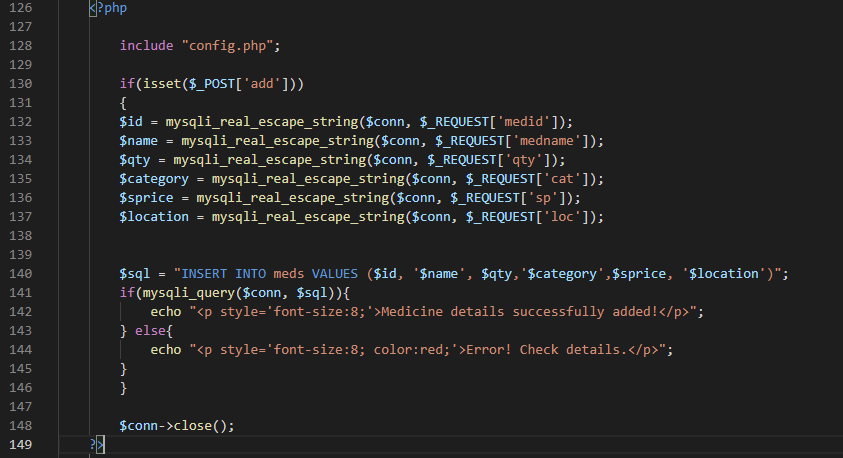 126 <?php
127
128 include "config.php";
129
130 if(isset($_POST['add']))
131 {
132 $id = mysqli_real_escape_string($conn, $_REQUEST['medid']);
133 $name = mysqli_real_escape_string($conn, $_REQUEST['medname']);
134 $qty = mysqli_real_escape_string($conn, $_REQUEST['qty']);
135 $category = mysqli_real_escape_string($conn, $_REQUEST['cat']);
136 $sprice = mysqli_real_escape_string($conn, $_REQUEST['sp']);
137 $location = mysqli_real_escape_string($conn, $_REQUEST['loc']);
138
139
140 $sql = "INSERT INTO meds VALUES ($id, '$name', $qty,'$category',$sprice, '$location')";
141 if(mysqli_query($conn, $sql)){
142 echo "<p style='font-size:8;'>Medicine details successfully added!</p>";
143 } else{
144 echo "<p style='font-size:8; color:red;'>Error! Check details.</p>";
145 }
146 }
147
148 $conn->close();
149 ?>